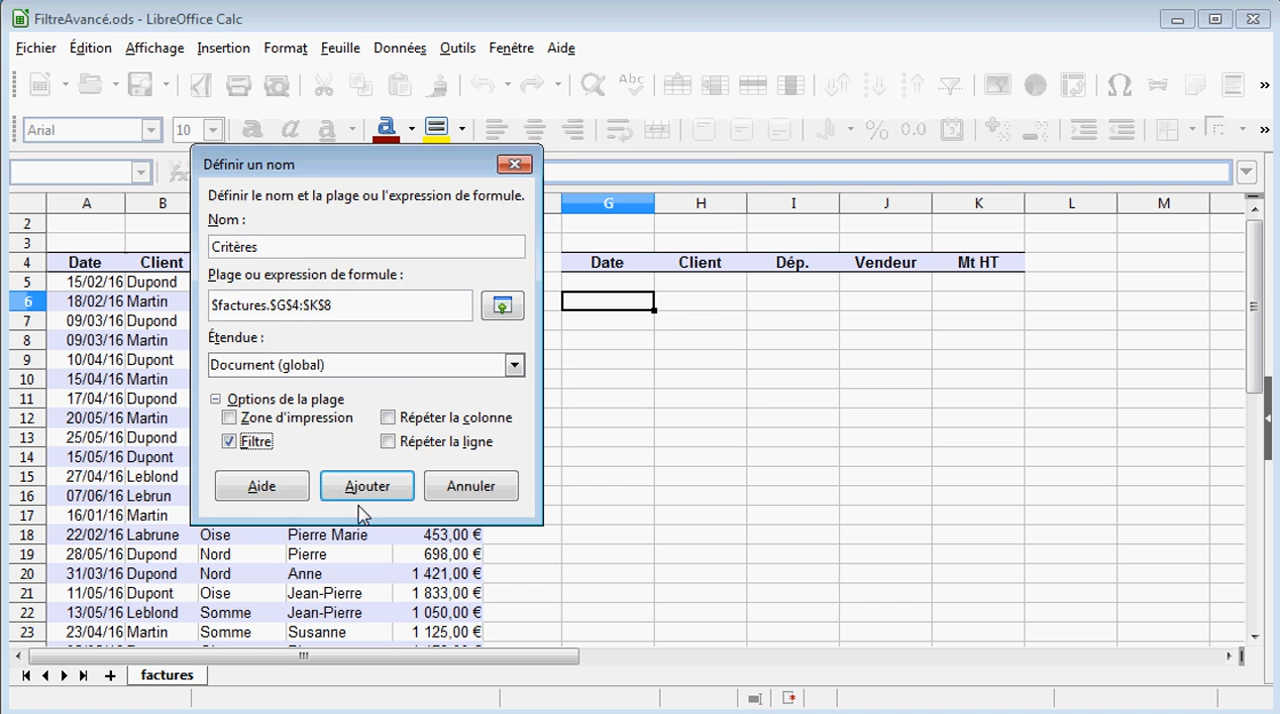 FiltreAvancé.ods - LibreOffice Calc
Fichier Édition Affichage Insertion Format Feuille Données Outils Fenêtre Aide
Abc
Arial 10
Définir un nom
Définir le nom et la plage ou l'expression de formule.
Nom :
Critères
Plage ou expression de formule :
$factures.$G$4:$K$8
Étendue :
Document (global)
Options de la plage
Zone d'impression Répéter la colonne
Filtre Répéter la ligne
Aide Ajouter Annuler
A B G H I J K L M
2
3
4 Date Client Date Client Dép. Vendeur Mt HT
5 15/02/16 Dupond
6 18/02/16 Martin
7 09/03/16 Dupond
8 09/03/16 Martin
9 10/04/16 Dupont
10 15/04/16 Martin
11 17/04/16 Dupond
12 20/05/16 Martin
13 25/05/16 Dupond
14 15/05/16 Dupont
15 27/04/16 Leblond
16 07/06/16 Lebrun
17 16/01/16 Martin
18 22/02/16 Labrune Oise Pierre Marie 453,00 €
19 28/05/16 Dupond Nord Pierre 698,00 €
20 31/03/16 Dupond Nord Anne 1 421,00 €
21 11/05/16 Dupont Oise Jean-Pierre 1 833,00 €
22 13/05/16 Leblond Somme Jean-Pierre 1 050,00 €
23 23/04/16 Martin Somme Susanne 1 125,00 €
factures